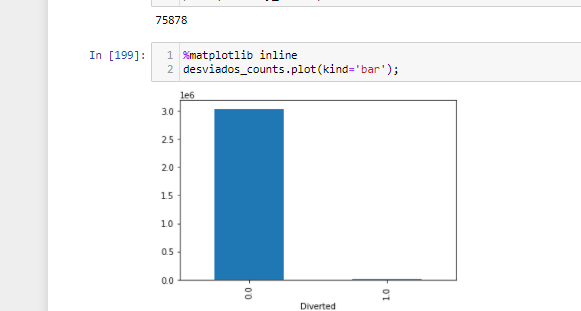 75878
In [199]:
1 %matplotlib inline
2 desviados_counts.plot(kind='bar');
1e6
3.0
2.5
2.0
1.5
1.0
0.5
0.0
0.0
1.0
Diverted